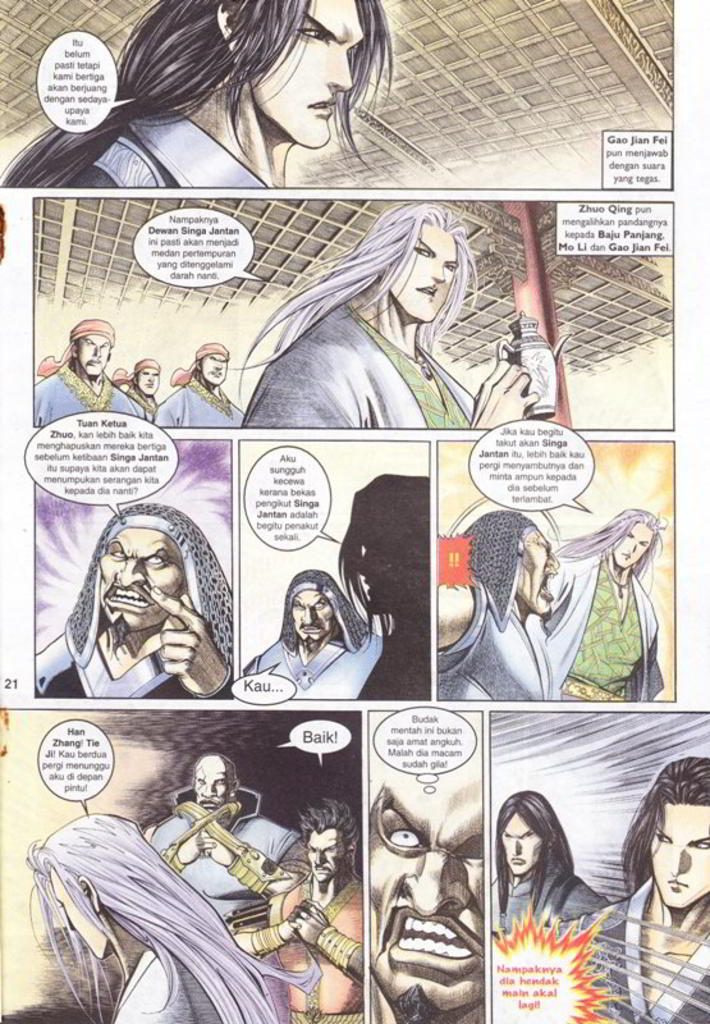 Itu
belum
pasti tetapi
kami bertiga
akan berjuang
dengan sedaya-
upaya
kami.
Gao Jian Fei
pun menjawab
dengan suara
yang tegas.
Nampaknya
Dewan Singa Jantan
ini pasti akan menjadi
medan pertempuran
yang ditenggelami
darah nanti.
Zhuo Qing pun
mengalihkan pandangnya
kepada Baju Panjang,
Mo Li dan Gao Jian Fei.
Tuan Ketua
Zhuo, kan lebih baik kita
menghapuskan mereka bertiga
sebelum ketibaan Singa Jantan
itu supaya kita akan dapat
menumpukan serangan kita
kepada dia nanti?
Aku
sungguh
kecewa
kerana bekas
pengikut Singa
Jantan adalah
begitu penakut
sekali.
Kau...
Jika kau begitu
takut akan Singa
Jantan itu, lebih baik kau
pergi menyambutnya dan
minta ampun kepada
dia sebelum
terlambat.
!!
21
Han
Zhang! Tie
Ji! Kau berdua
pergi menunggu
aku di depan
pintu!
Baik!
Budak
mentah ini bukan
saja amat angkuh.
Malah dia macam
sudah gila!
Nampaknya
dia hendak
main akal
lagi!